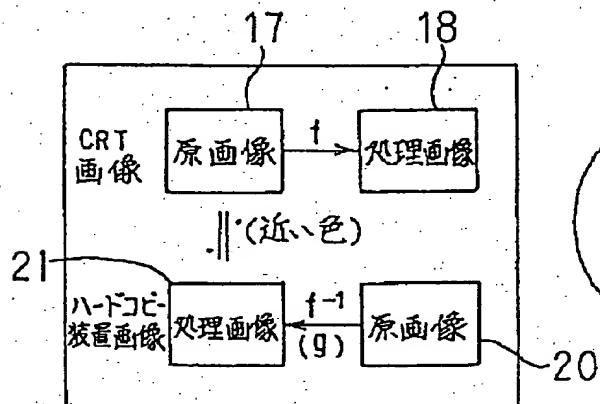 17
18
CRT
画像
原画像
f
処理画像
(近い色)
21
ハードコピー
装置画像
処理画像
f-1
(g)
原画像
20